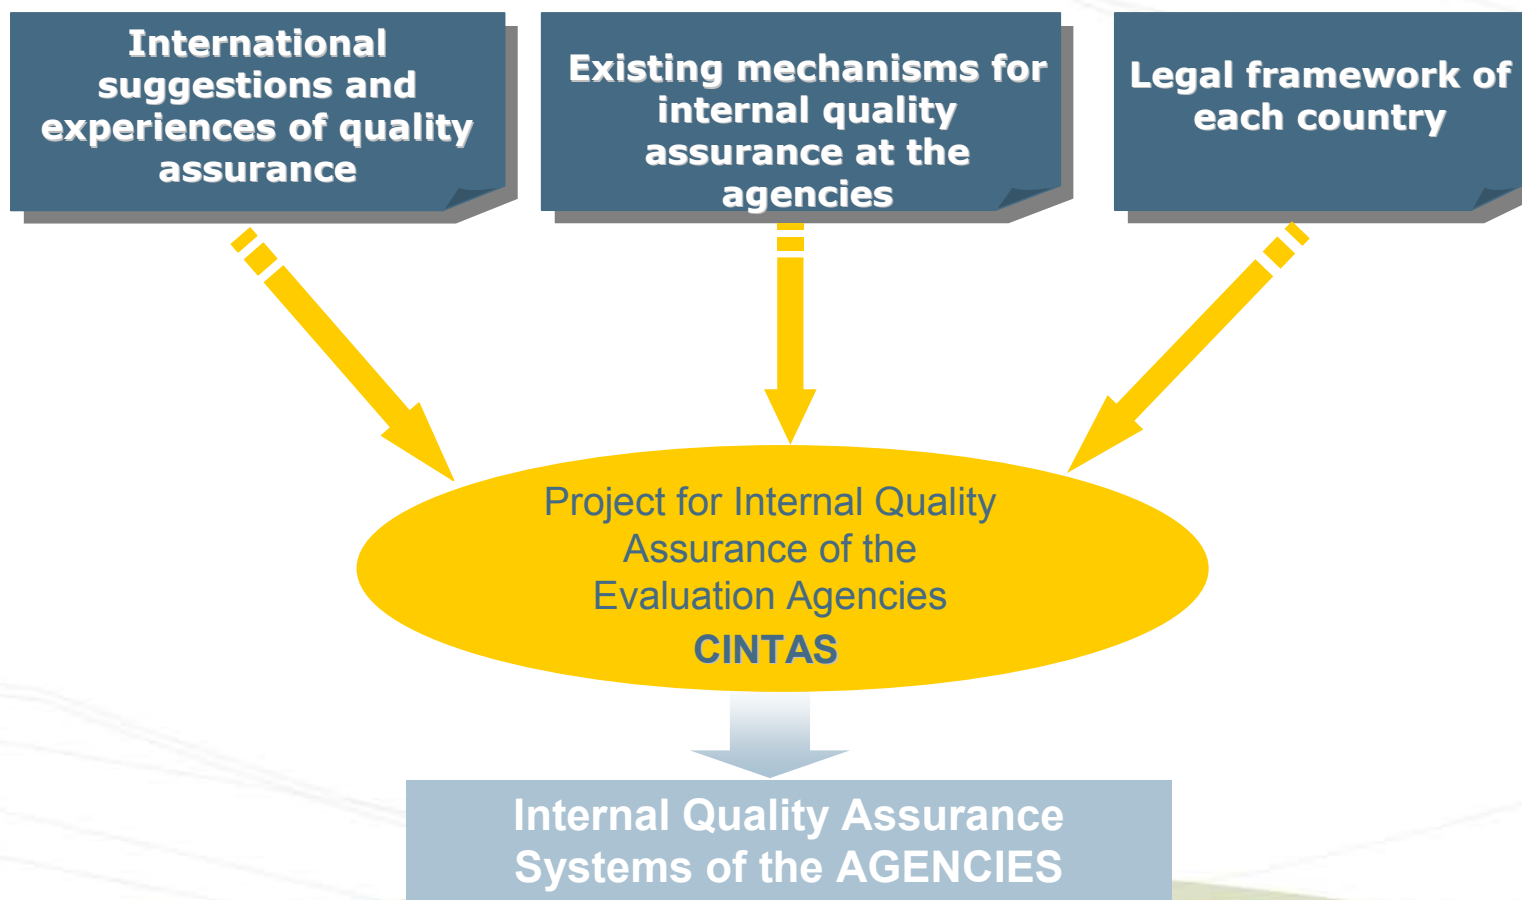 International
suggestions and
experiences of quality
assurance
Existing mechanisms for
internal quality
assurance at the
agencies
Legal framework of
each country
Project for Internal Quality
Assurance of the
Evaluation Agencies
CINTAS
Internal Quality Assurance
Systems of the AGENCIES